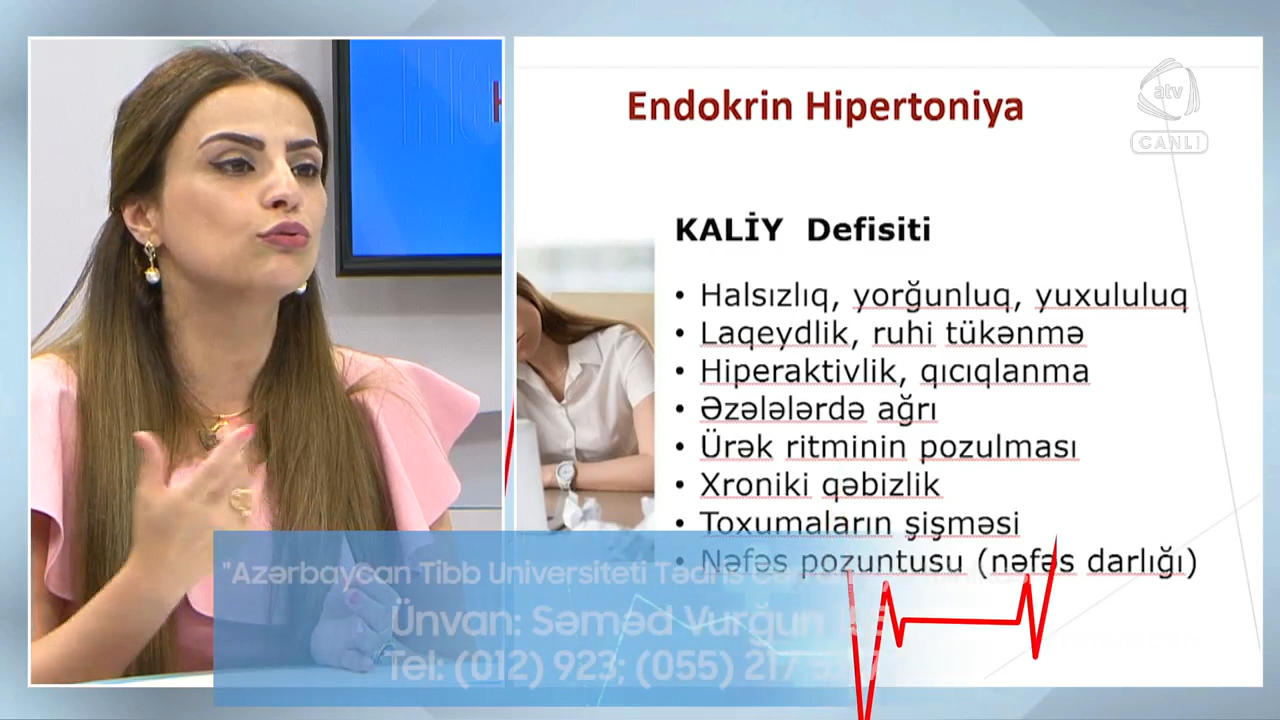 Endokrin Hipertoniya
atv
CANLI
KALİY Defisiti
• Halsızlıq, yorğunluq, yuxululuq
• Laqeydlik, ruhi tükənmə
• Hiperaktivlik, qıcıqlanma
• Əzələlərdə ağrı
• Ürək ritminin pozulması
• Xroniki qəbizlik
• Toxumaların şişməsi
• Nəfəs pozuntusu (nəfəs darlığı)
"Azərbaycan Tibb Universiteti Tədris
Ünvan: Səməd Vurğun
Tel: (012) 923; (055) 217